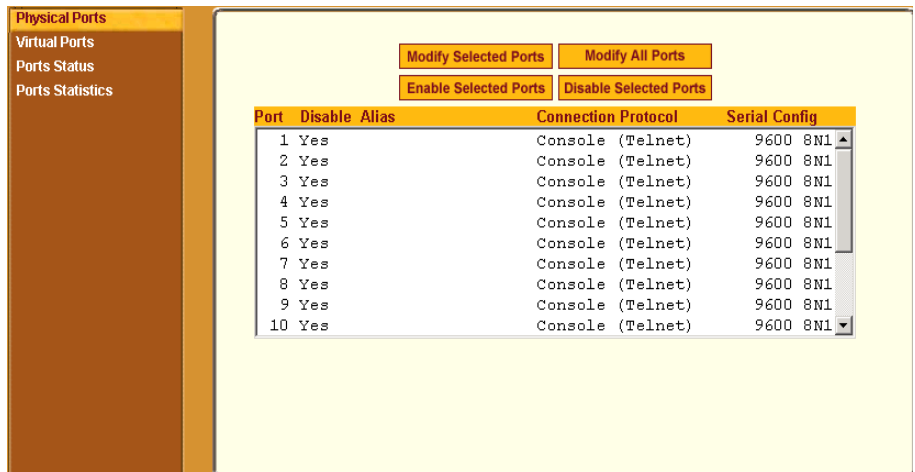 Physical Ports
Virtual Ports
Ports Status
Ports Statistics
Modify Selected Ports Modify All Ports
Enable Selected Ports Disable Selected Ports
Port Disable Alias Connection Protocol Serial Config
1 Yes Console (Telnet) 9600 8N1
2 Yes Console (Telnet) 9600 8N1
3 Yes Console (Telnet) 9600 8N1
4 Yes Console (Telnet) 9600 8N1
5 Yes Console (Telnet) 9600 8N1
6 Yes Console (Telnet) 9600 8N1
7 Yes Console (Telnet) 9600 8N1
8 Yes Console (Telnet) 9600 8N1
9 Yes Console (Telnet) 9600 8N1
10 Yes Console (Telnet) 9600 8N1